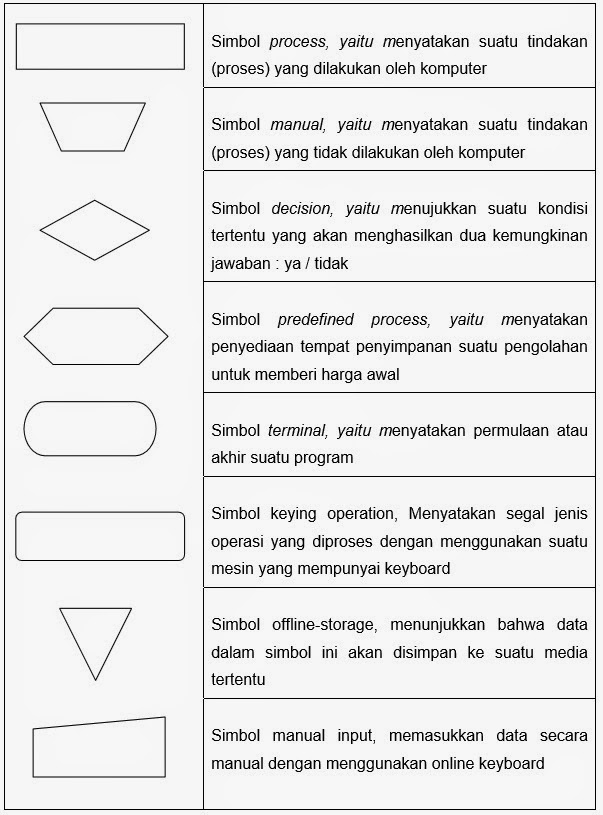 Simbol process, yaitu menyatakan suatu tindakan
(proses) yang dilakukan oleh komputer
Simbol manual, yaitu menyatakan suatu tindakan
(proses) yang tidak dilakukan oleh komputer
Simbol decision, yaitu menujukkan suatu kondisi
tertentu yang akan menghasilkan dua kemungkinan
jawaban : ya / tidak
Simbol predefined process, yaitu menyatakan
penyediaan tempat penyimpanan suatu pengolahan
untuk memberi harga awal
Simbol terminal, yaitu menyatakan permulaan atau
akhir suatu program
Simbol keying operation, Menyatakan segal jenis
operasi yang diproses dengan menggunakan suatu
mesin yang mempunyai keyboard
Simbol offline-storage, menunjukkan bahwa data
dalam simbol ini akan disimpan ke suatu media
tertentu
Simbol manual input, memasukkan data secara
manual dengan menggunakan online keyboard